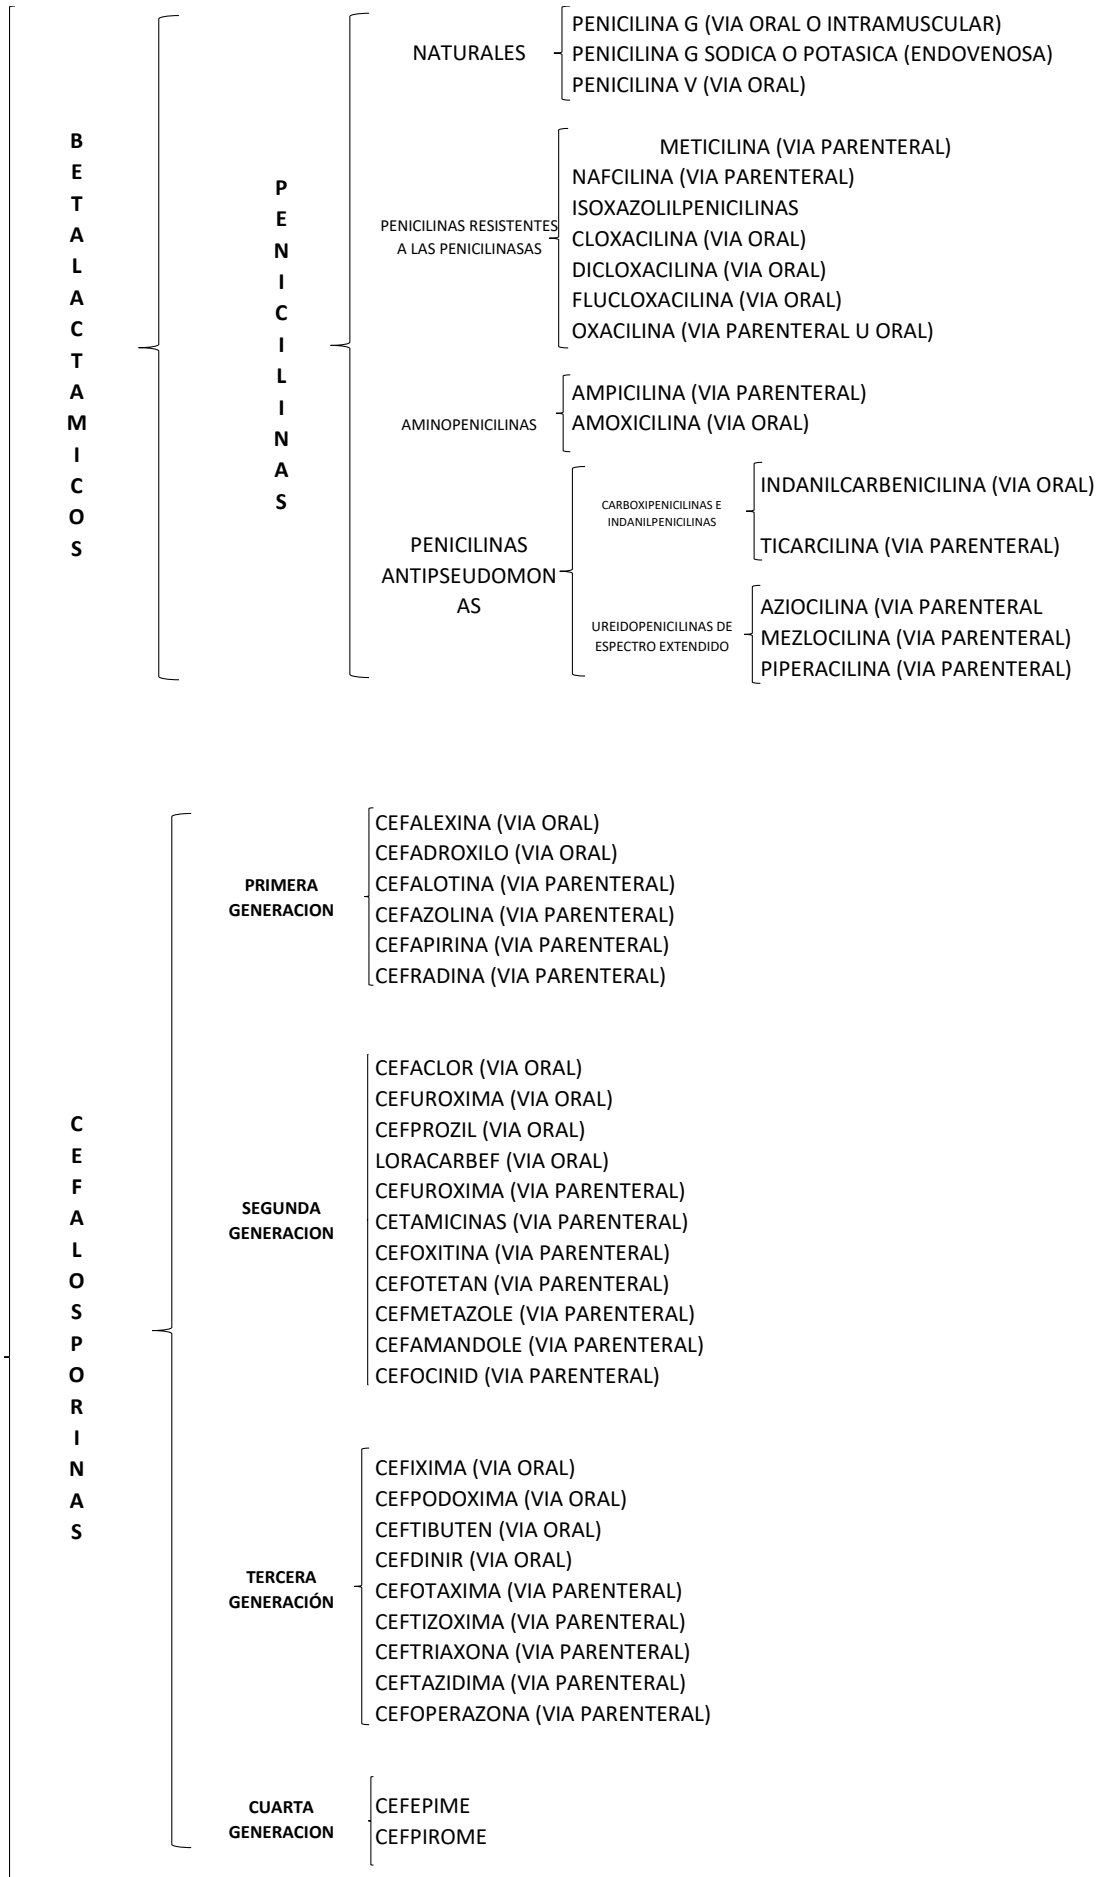 BETALACTAMICOS
PENICILINAS
NATURALES
PENICILINA G (VIA ORAL O INTRAMUSCULAR)
PENICILINA G SODICA O POTASICA (ENDOVENOSA)
PENICILINA V (VIA ORAL)
PENICILINAS RESISTENTES
A LAS PENICILINASAS
METICILINA (VIA PARENTERAL)
NAFCILINA (VIA PARENTERAL)
ISOXAZOLILPENICILINAS
CLOXACILINA (VIA ORAL)
DICLOXACILINA (VIA ORAL)
FLUCLOXACILINA (VIA ORAL)
OXACILINA (VIA PARENTERAL U ORAL)
AMINOPENICILINAS
AMPICILINA (VIA PARENTERAL)
AMOXICILINA (VIA ORAL)
PENICILINAS
ANTIPSEUDOMON
AS
CARBOXIPENICILINAS E
INDANILPENICILINAS
INDANILCARBENICILINA (VIA ORAL)
TICARCILINA (VIA PARENTERAL)
UREIDOPENICILINAS DE
ESPECTRO EXTENDIDO
AZIOCILINA (VIA PARENTERAL
MEZLOCILINA (VIA PARENTERAL)
PIPERACILINA (VIA PARENTERAL)
CEFALOSPORINAS
PRIMERA
GENERACION
CEFALEXINA (VIA ORAL)
CEFADROXILO (VIA ORAL)
CEFALOTINA (VIA PARENTERAL)
CEFAZOLINA (VIA PARENTERAL)
CEFAPIRINA (VIA PARENTERAL)
CEFRADINA (VIA PARENTERAL)
SEGUNDA
GENERACION
CEFACLOR (VIA ORAL)
CEFUROXIMA (VIA ORAL)
CEFPROZIL (VIA ORAL)
LORACARBEF (VIA ORAL)
CEFUROXIMA (VIA PARENTERAL)
CETAMICINAS (VIA PARENTERAL)
CEFOXITINA (VIA PARENTERAL)
CEFOTETAN (VIA PARENTERAL)
CEFMETAZOLE (VIA PARENTERAL)
CEFAMANDOLE (VIA PARENTERAL)
CEFOCINID (VIA PARENTERAL)
TERCERA
GENERACIÓN
CEFIXIMA (VIA ORAL)
CEFPODOXIMA (VIA ORAL)
CEFTIBUTEN (VIA ORAL)
CEFDINIR (VIA ORAL)
CEFOTAXIMA (VIA PARENTERAL)
CEFTIZOXIMA (VIA PARENTERAL)
CEFTRIAXONA (VIA PARENTERAL)
CEFTAZIDIMA (VIA PARENTERAL)
CEFOPERAZONA (VIA PARENTERAL)
CUARTA
GENERACION
CEFEPIME
CEFPIROME